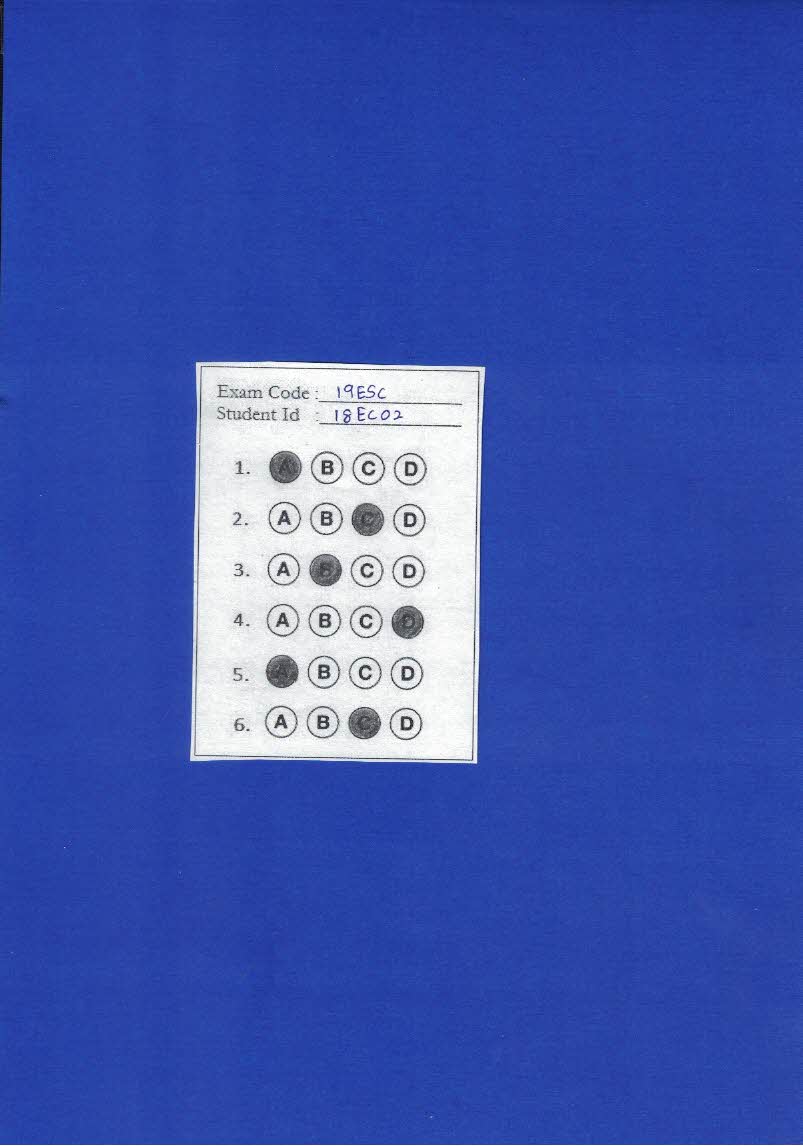 Exam Code : 19ESC
Student Id : 18EC02
1. A B C D
2. A B C D
3. A B C D
4. A B C D
5. A B C D
6. A B C D